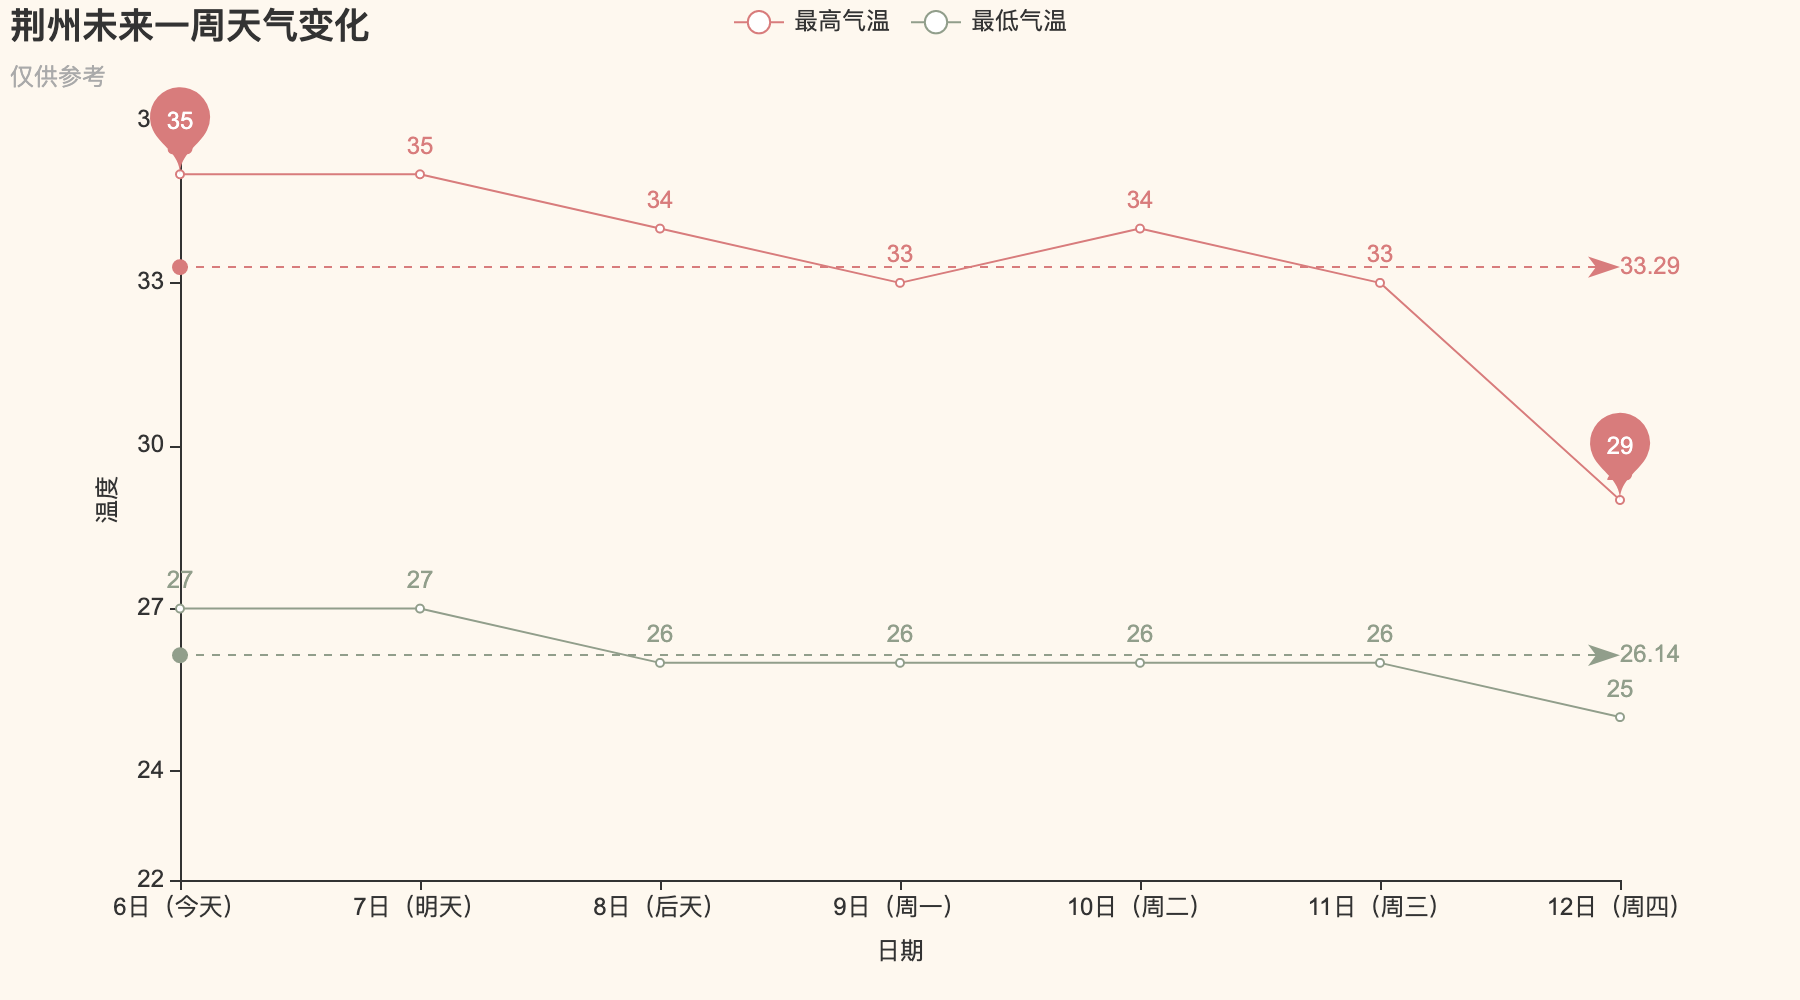 荆州未来一周天气变化
仅供参考
最高气温
最低气温
35
35
34
33
34
33
29
33.29
27
27
26
26
26
26
25
26.14
33
30
27
24
22
温度
6日（今天）
7日（明天）
8日（后天）
9日（周一）
10日（周二）
11日（周三）
12日（周四）
日期